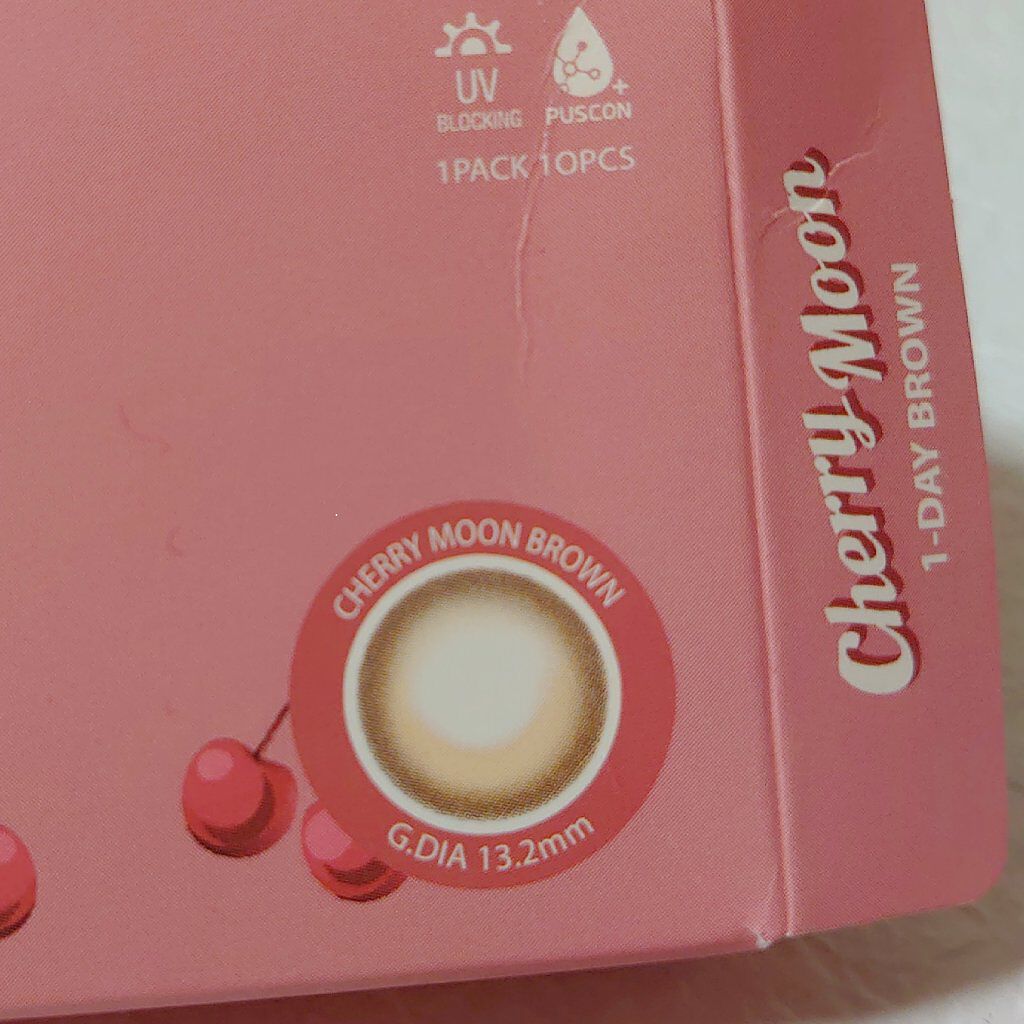 UV
BLOCKING
PUSCON
1PACK 10PCS
CHERRY MOON BROWN
G.DIA 13.2mm
Cherry Moon
1-DAY BROWN